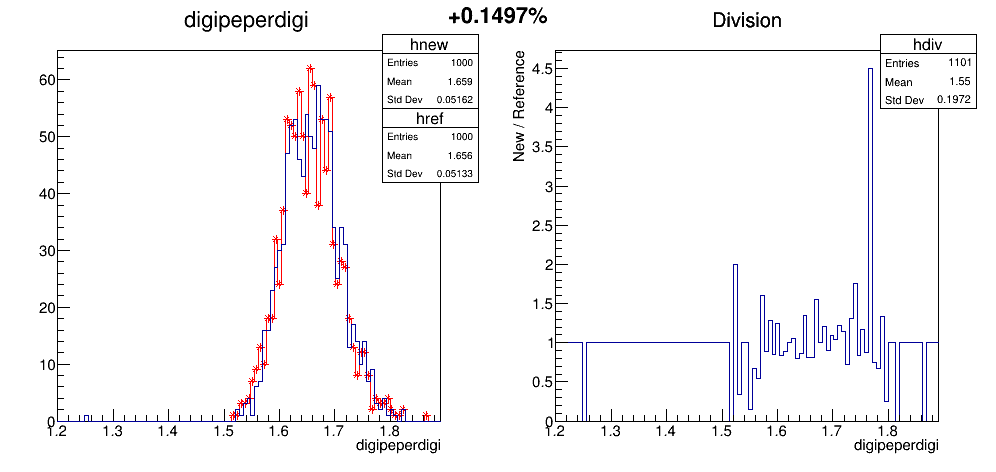 +0.1497%
digipeperdigi
hnew
Entries 1000
Mean 1.659
Std Dev 0.05162
href
Entries 1000
Mean 1.656
Std Dev 0.05133
60
50
40
30
20
10
0
1.2 1.3 1.4 1.5 1.6 1.7 1.8
digipeperdigi
Division
hdiv
Entries 1101
Mean 1.55
Std Dev 0.1972
New / Reference
4.5
4
3.5
3
2.5
2
1.5
1
0.5
0
1.2 1.3 1.4 1.5 1.6 1.7 1.8
digipeperdigi